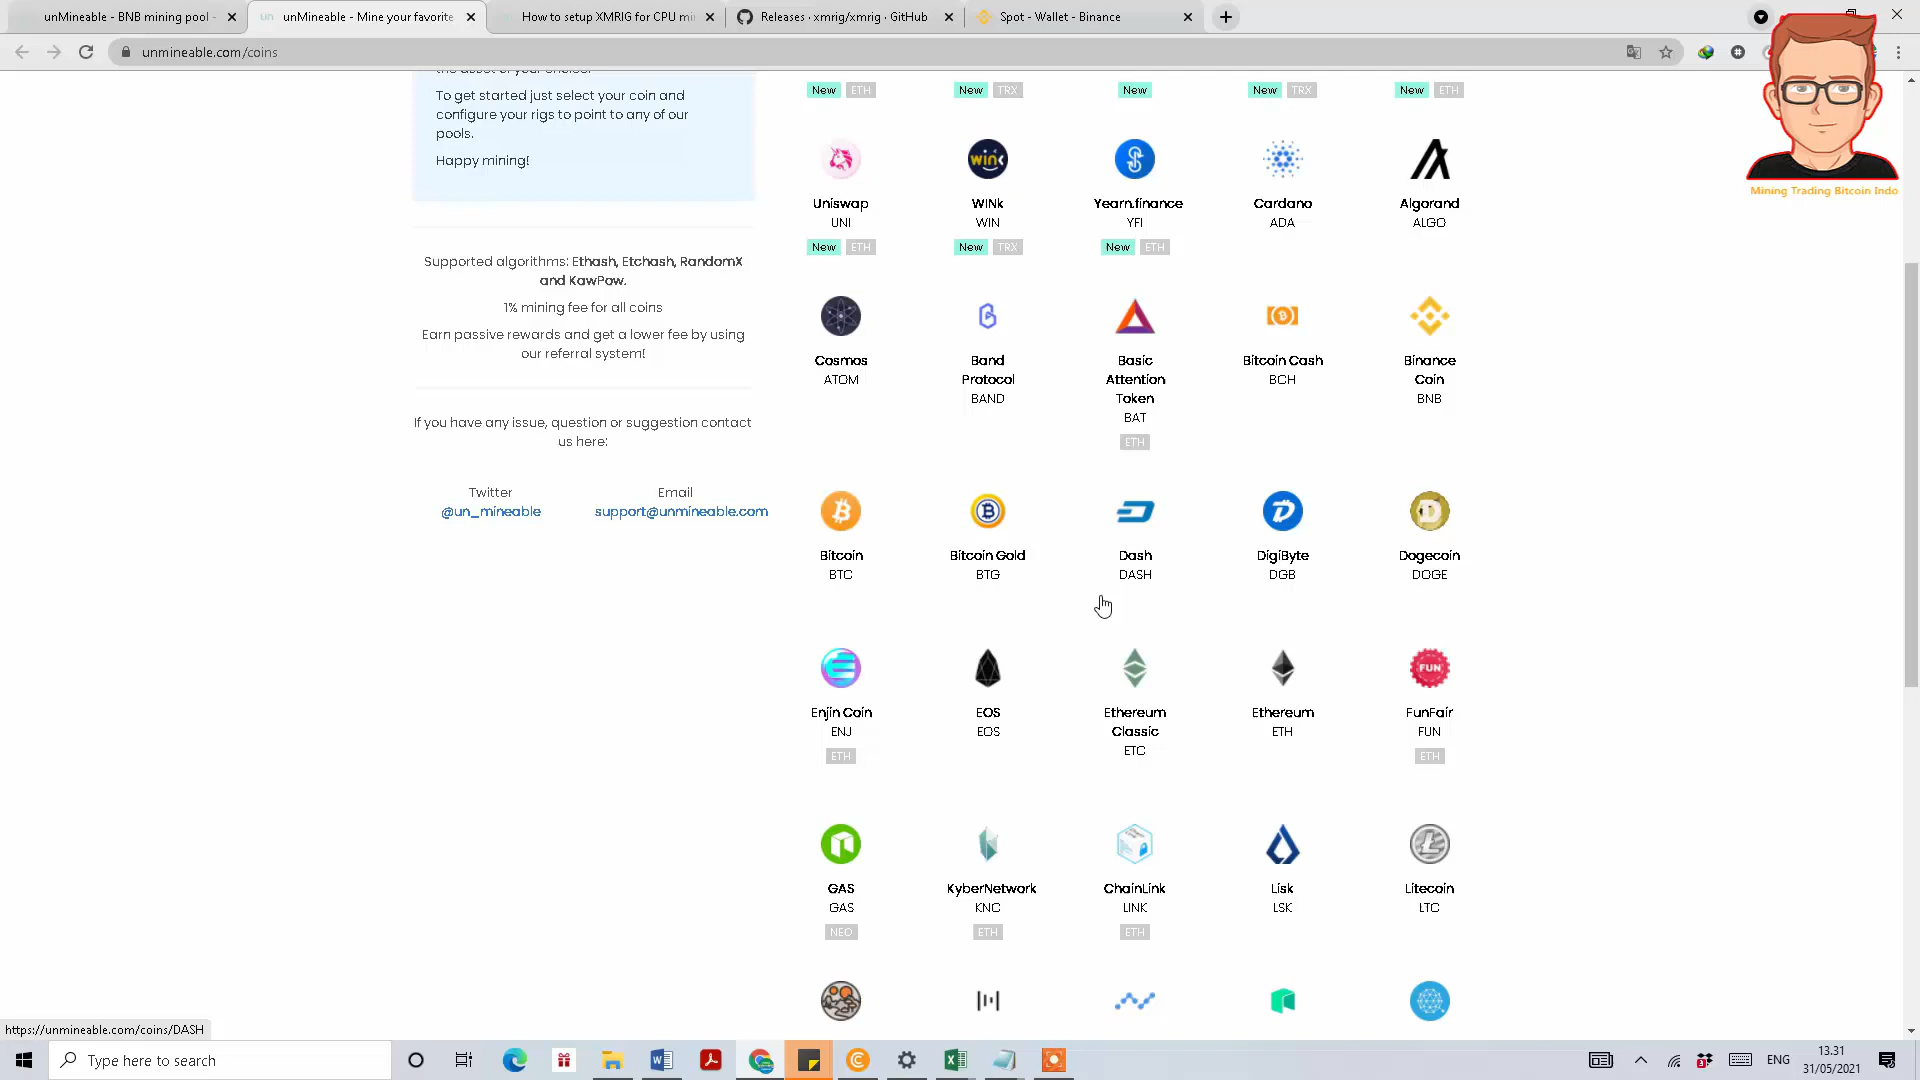 unMineable - BNB mining pool -
unMineable - Mine your favorite
How to setup XMRIG for CPU mi
Releases · xmrig/xmrig · GitHub
Spot - Wallet - Binance
unmineable.com/coins
To get started just select your coin and
configure your rigs to point to any of our
pools.
Happy mining!
Supported algorithms: Ethash, Etchash, RandomX
and KawPow.
1% mining fee for all coins
Earn passive rewards and get a lower fee by using
our referral system!
If you have any issue, question or suggestion contact
us here:
Twitter
@un_mineable
Email
support@unmineable.com
New ETH
New TRX
New
New TRX
New ETH
Uniswap
UNI
New ETH
WINk
WIN
New TRX
Yearn.finance
YFI
New ETH
Cardano
ADA
Algorand
ALGO
Cosmos
ATOM
Band
Protocol
BAND
Basic
Attention
Token
BAT
ETH
Bitcoin Cash
BCH
Binance
Coin
BNB
Bitcoin
BTC
Bitcoin Gold
BTG
Dash
DASH
DigiByte
DGB
Dogecoin
DOGE
Enjin Coin
ENJ
ETH
EOS
EOS
Ethereum
Classic
ETC
Ethereum
ETH
FUN
FunFair
FUN
ETH
GAS
GAS
NEO
KyberNetwork
KNC
ETH
ChainLink
LINK
ETH
Lisk
LSK
Litecoin
LTC
Mining Trading Bitcoin Indo
https://unmineable.com/coins/DASH
Type here to search
ENG
13.31
31/05/2021